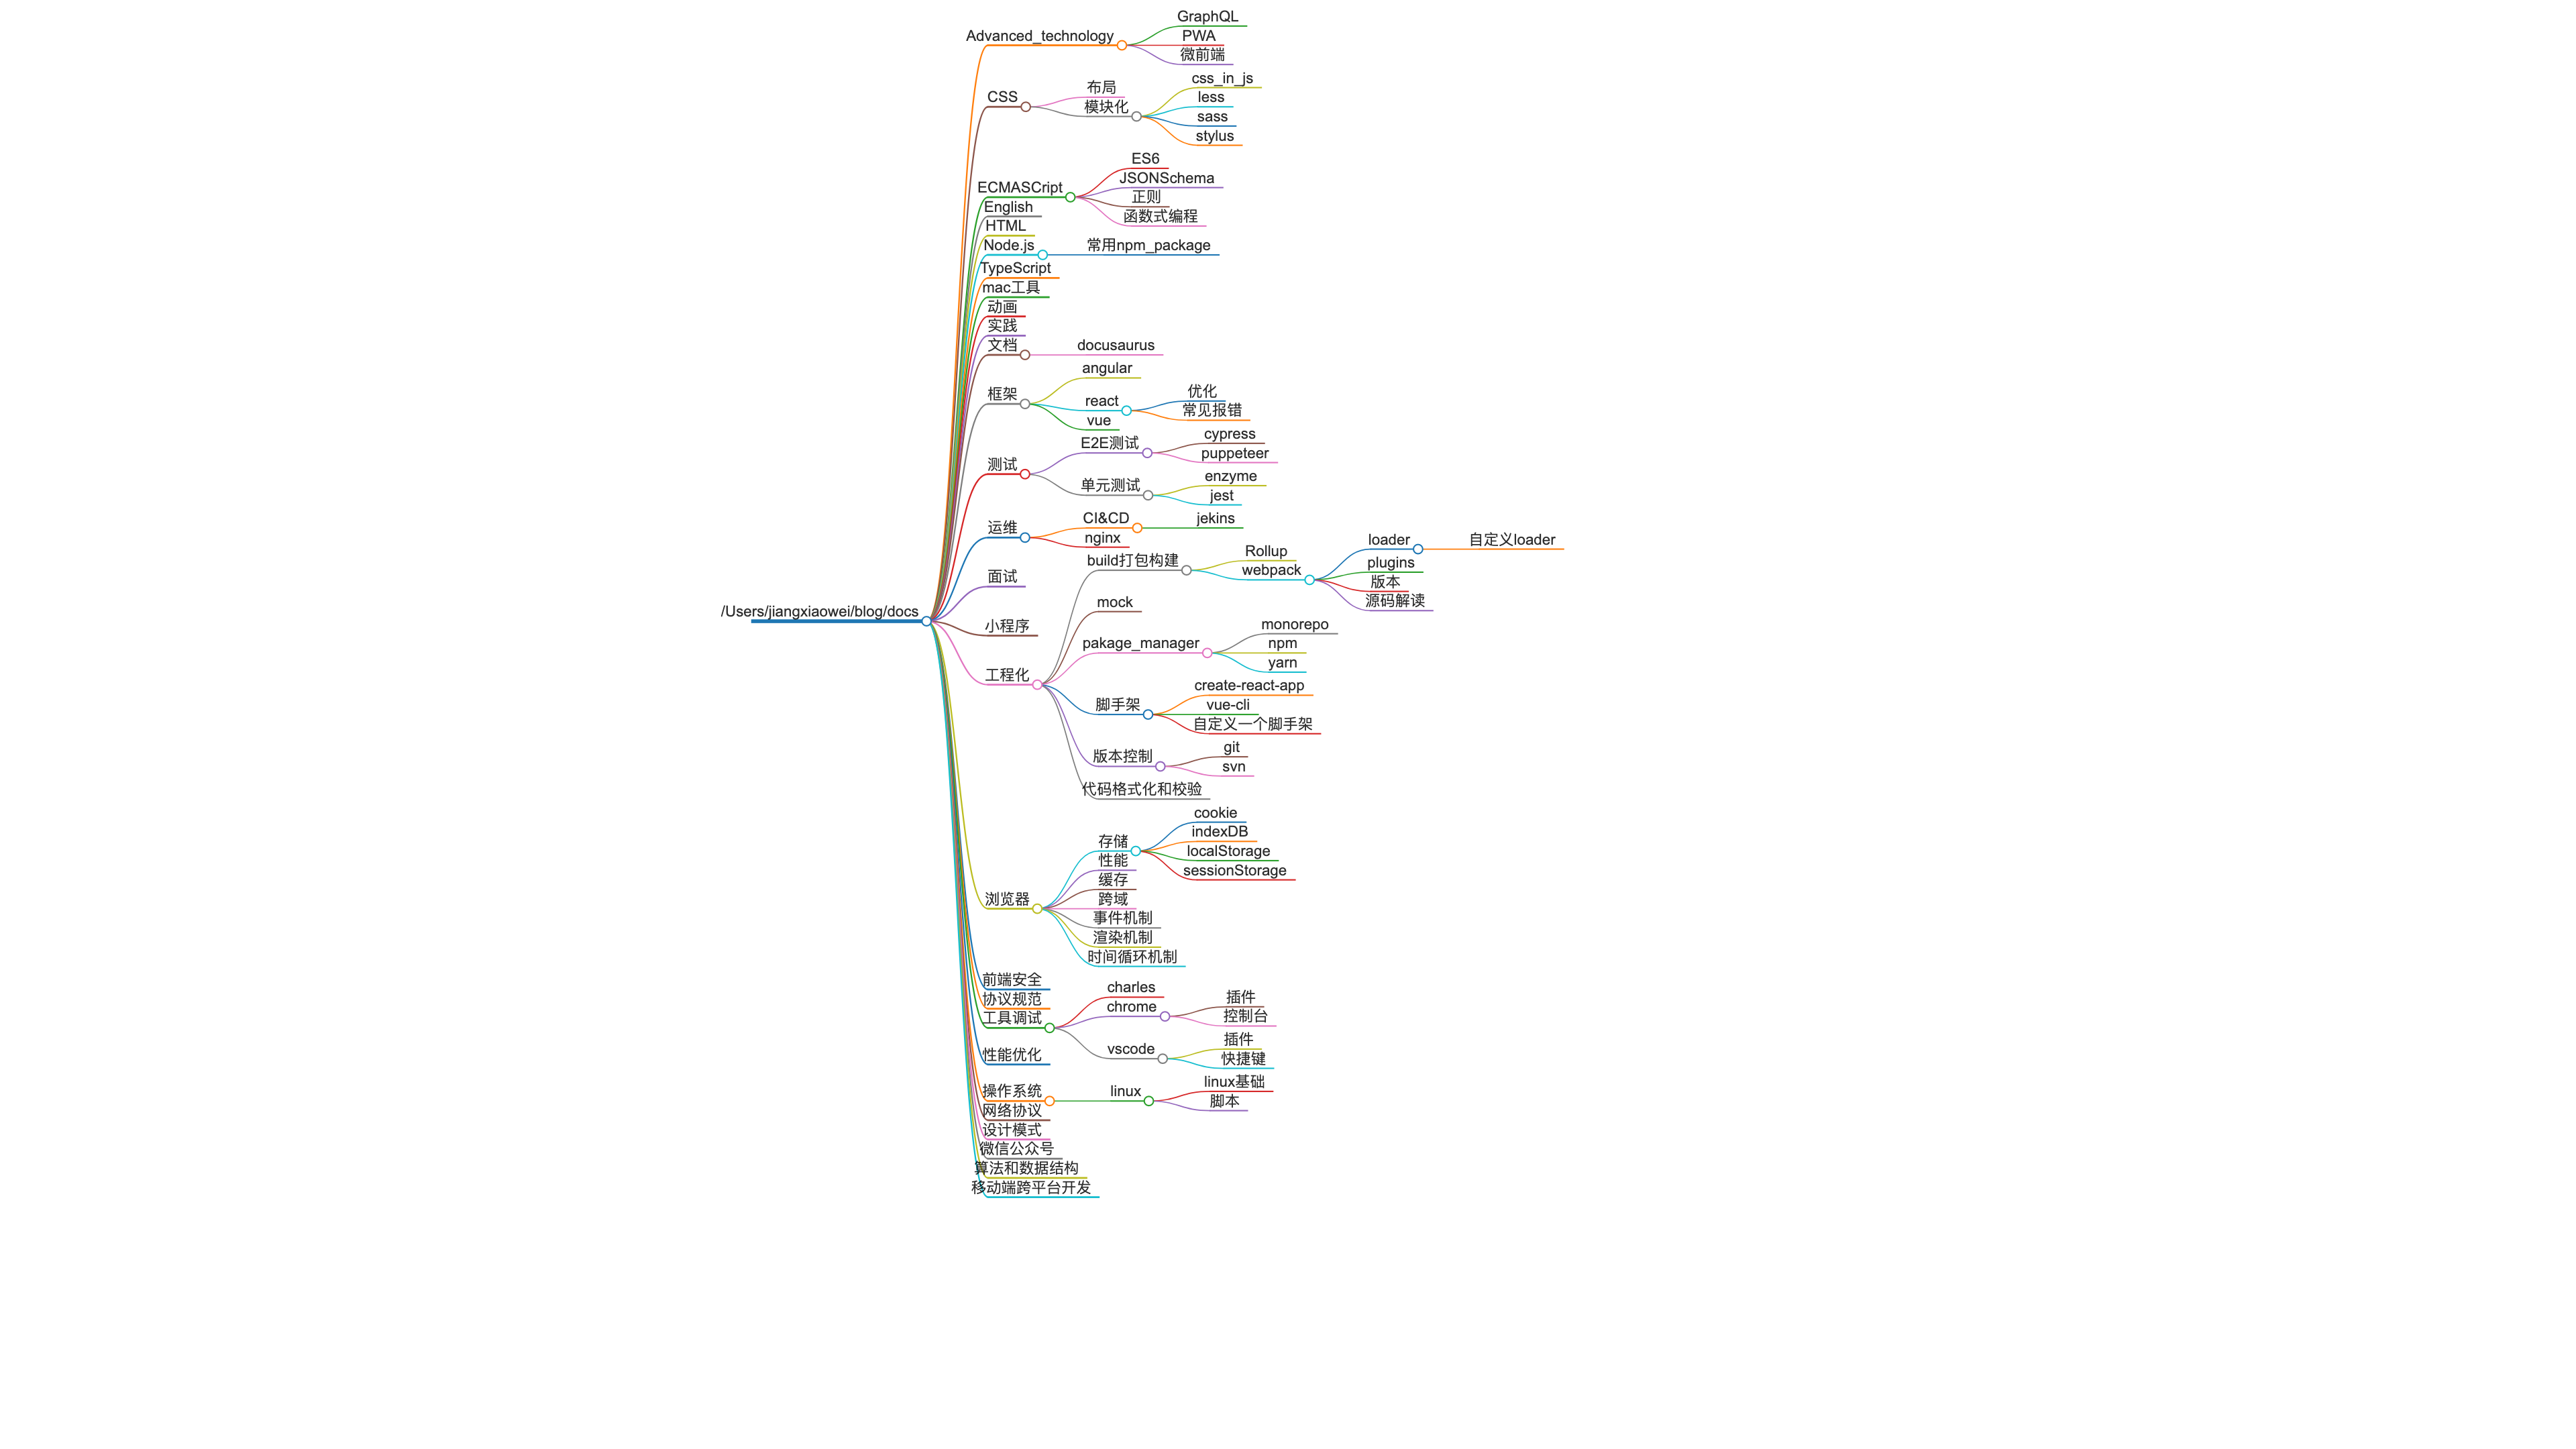 /Users/jiangxiaowei/blog/docs
Advanced_technology
GraphQL
PWA
微前端
CSS
布局
模块化
css_in_js
less
sass
stylus
ECMASCript
ES6
JSONSchema
正则
函数式编程
English
HTML
Node.js
常用npm_package
TypeScript
mac工具
动画
实践
文档
docusaurus
框架
angular
react
优化
常见报错
vue
测试
E2E测试
cypress
puppeteer
单元测试
enzyme
jest
运维
CI&CD
jekins
nginx
面试
小程序
工程化
build打包构建
Rollup
webpack
loader
自定义loader
plugins
版本
源码解读
mock
pakage_manager
monorepo
npm
yarn
脚手架
create-react-app
vue-cli
自定义一个脚手架
版本控制
git
svn
代码格式化和校验
浏览器
存储
cookie
indexDB
localStorage
sessionStorage
性能
缓存
跨域
事件机制
渲染机制
时间循环机制
前端安全
协议规范
工具调试
charles
chrome
插件
控制台
vscode
插件
快捷键
性能优化
操作系统
linux
linux基础
脚本
网络协议
设计模式
微信公众号
算法和数据结构
移动端跨平台开发